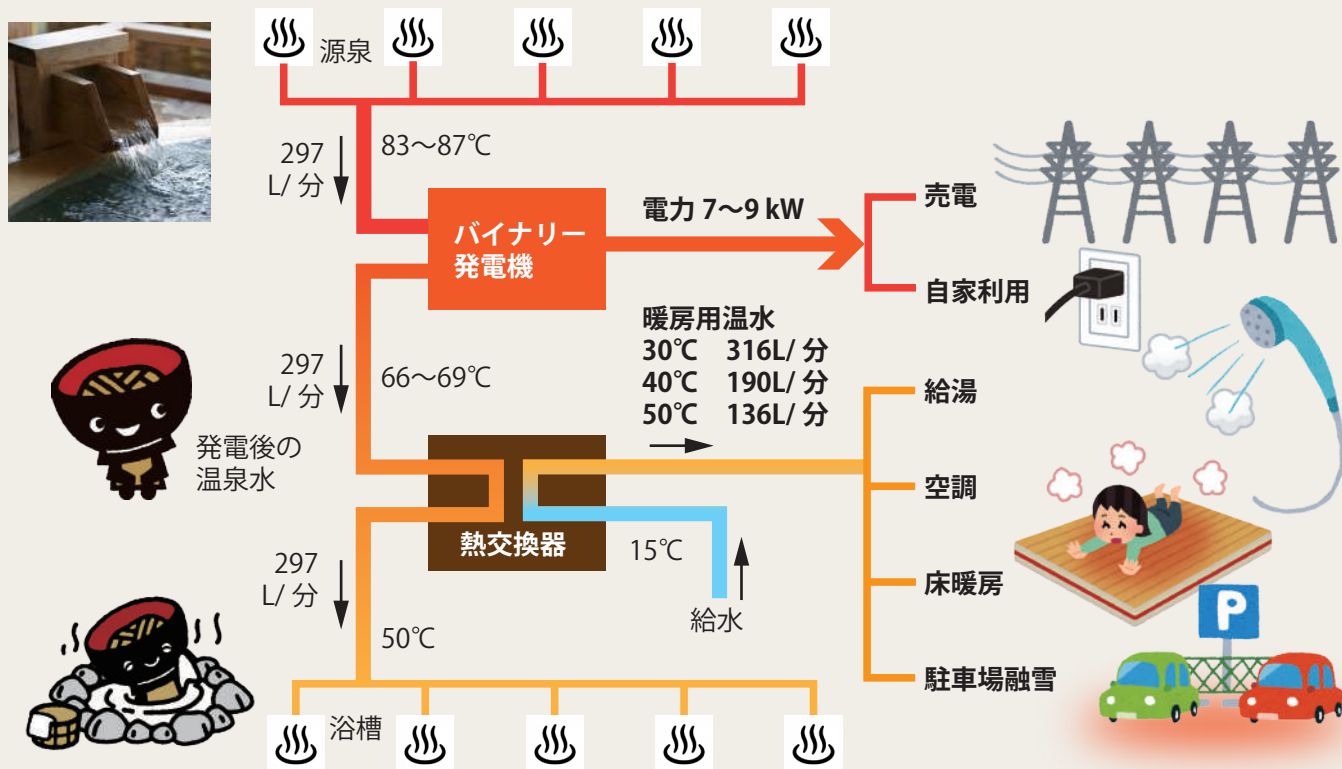 源泉
297
L/ 分
83〜87℃
バイナリー
発電機
電力 7〜9 kW
売電
自家利用
暖房用温水
30℃ 316L/ 分
40℃ 190L/ 分
50℃ 136L/ 分
297
L/ 分
66〜69℃
発電後の
温泉水
熱交換器
15℃
給水
給湯
空調
床暖房
駐車場融雪
P
297
L/ 分
50℃
浴槽